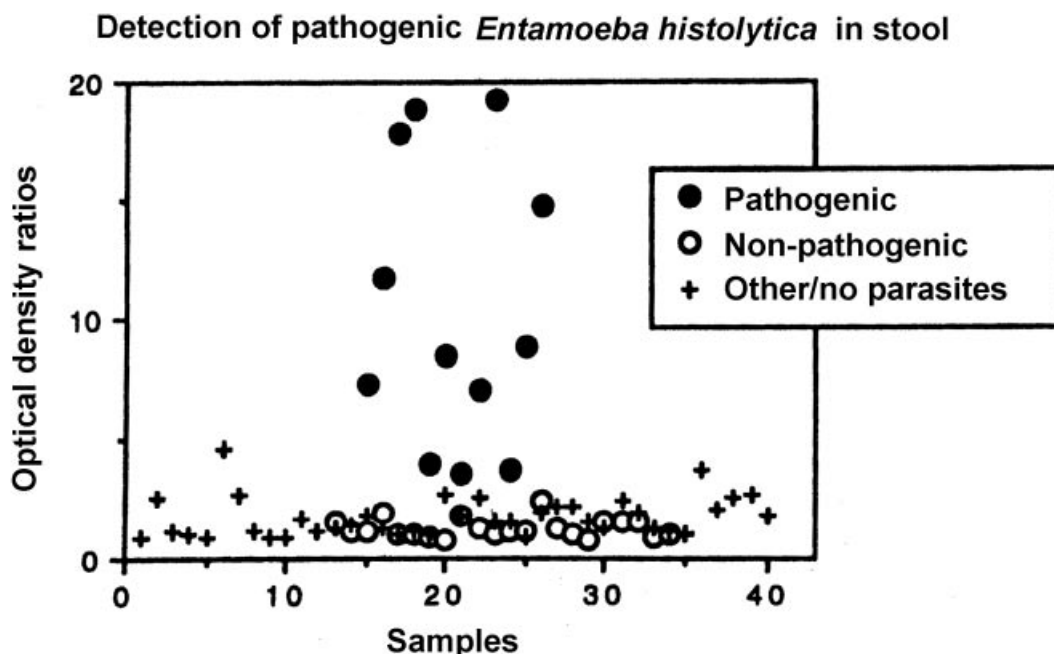 Detection of pathogenic Entamoeba histolytica in stool
20
10
0
Optical density ratios
Pathogenic
Non-pathogenic
Other/no parasites
0 10 20 30 40
Samples